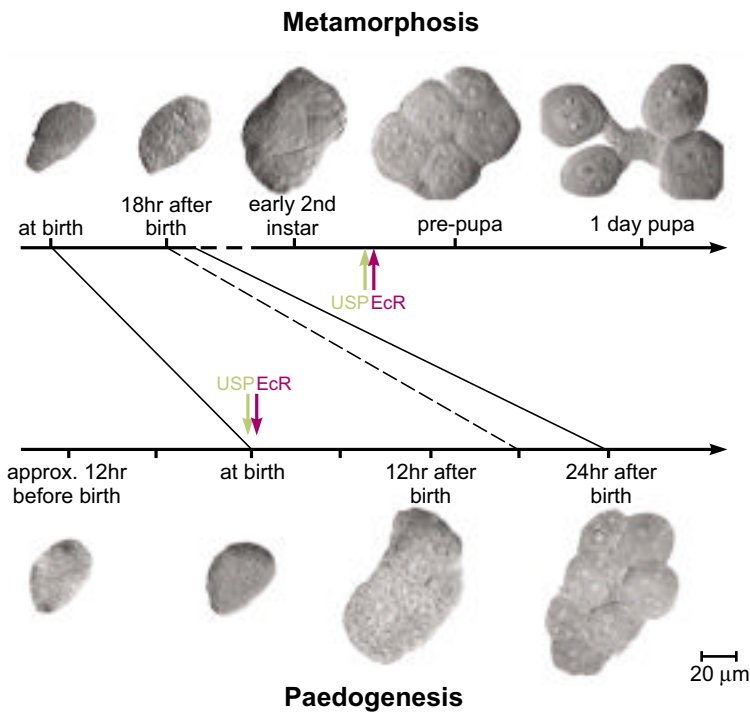 Metamorphosis
at birth
18hr after
birth
early 2nd
instar
pre-pupa
1 day pupa
USP EcR
USP EcR
approx. 12hr
before birth
at birth
12hr after
birth
24hr after
birth
20 μm
Paedogenesis